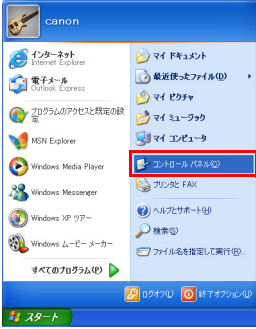 canon
インターネット
Internet Explorer
電子メール
Outlook Express
プログラムのアクセスと既定の設
定
MSN Explorer
Windows Media Player
Windows Messenger
Windows XP ツアー
Windows ムービー メーカー
すべてのプログラム(P)
マイ ドキュメント
最近使ったファイル(D)
マイ ピクチャ
マイ ミュージック
マイ コンピュータ
コントロール パネル(C)
プリンタと FAX
ヘルプとサポート(H)
検索(S)
ファイル名を指定して実行(R)...
ログオフ(L)
終了オプション(U)
スタート